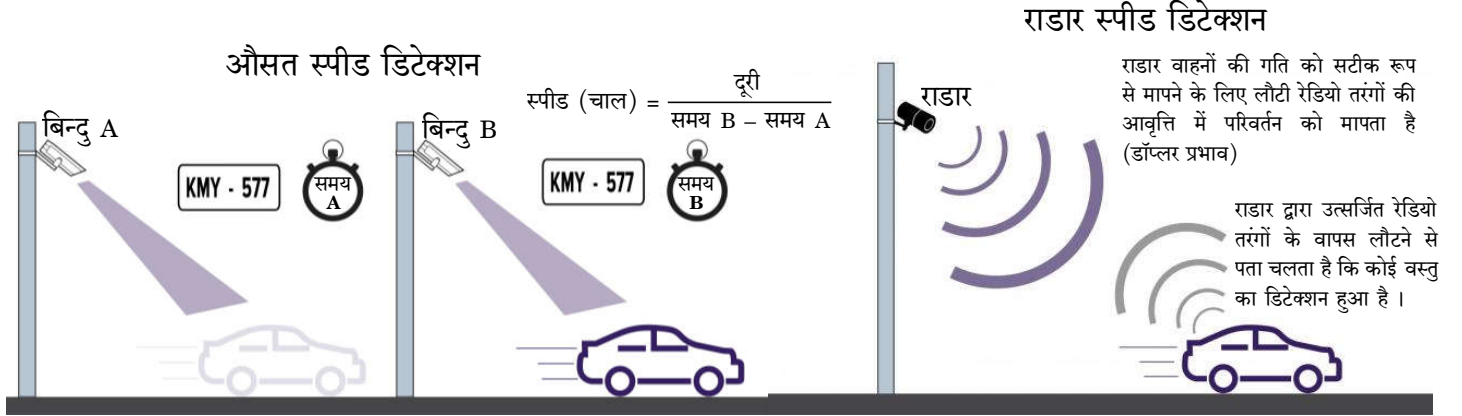 औसत स्पीड डिटेक्शन
बिन्दु A
KMY - 577
समय
A
बिन्दु B
स्पीड (चाल) = दूरी / समय B – समय A
KMY - 577
समय
B
राडार स्पीड डिटेक्शन
राडार
राडार वाहनों की गति को सटीक रूप
से मापने के लिए लौटी रेडियो तरंगों की
आवृत्ति में परिवर्तन को मापता है
(डॉप्लर प्रभाव)
राडार द्वारा उत्सर्जित रेडियो
तरंगों के वापस लौटने से
पता चलता है कि कोई वस्तु
का डिटेक्शन हुआ है ।